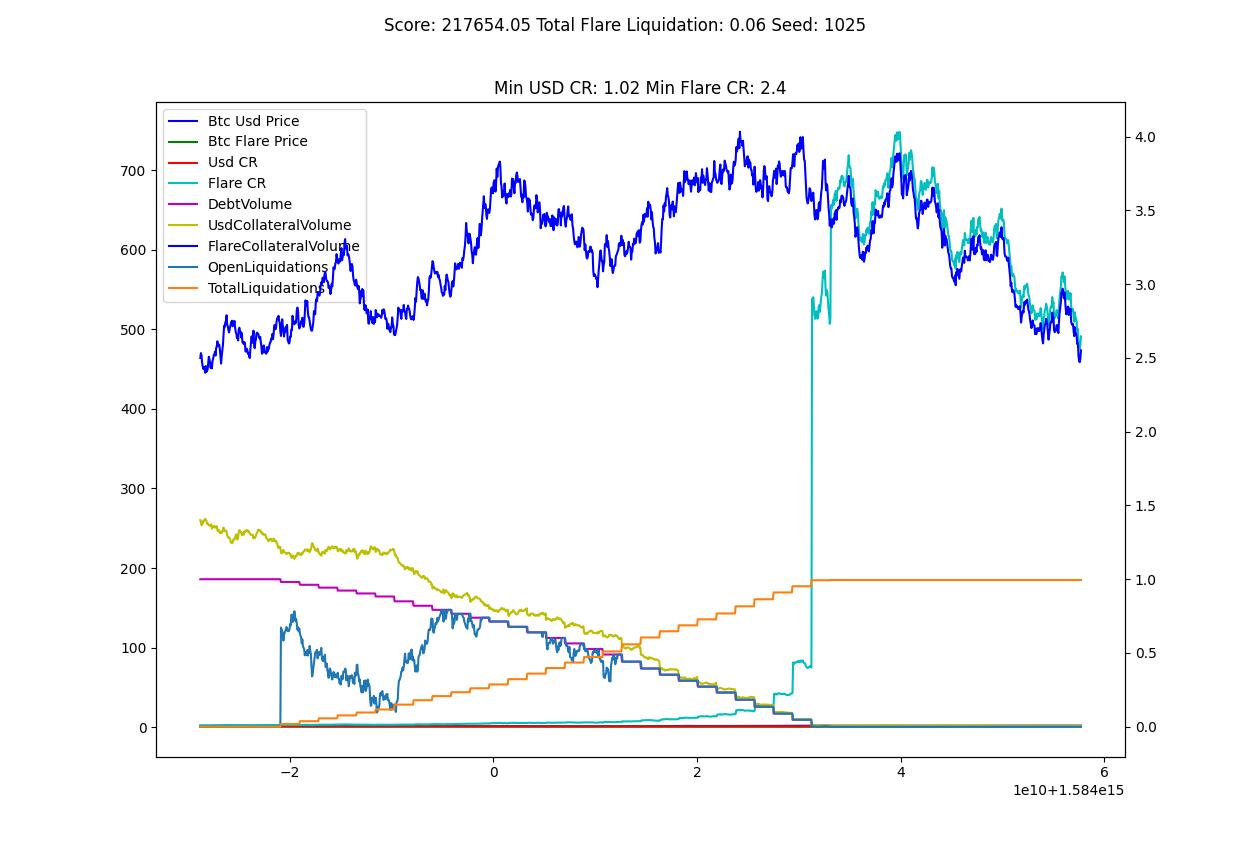 Score: 217654.05 Total Flare Liquidation: 0.06 Seed: 1025
Min USD CR: 1.02 Min Flare CR: 2.4
Btc Usd Price
Btc Flare Price
Usd CR
Flare CR
DebtVolume
UsdCollateralVolume
FlareCollateralVolume
OpenLiquidations
TotalLiquidations
700
600
500
400
300
200
100
0
4.0
3.5
3.0
2.5
2.0
1.5
1.0
0.5
0.0
−2 0 2 4 6
1e10+1.584e15